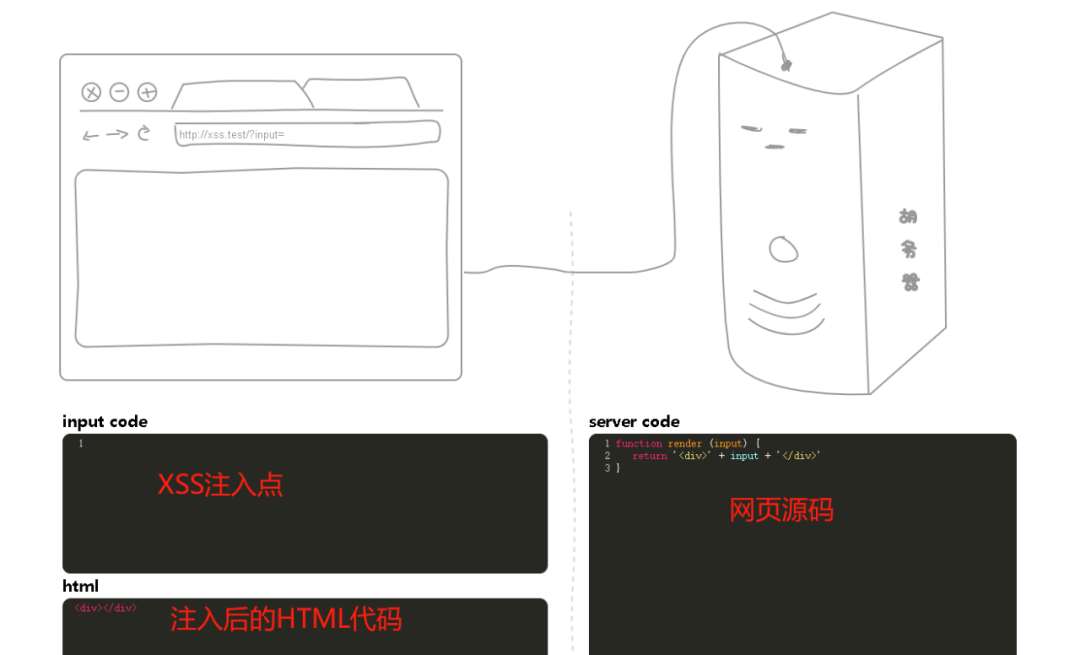 http://xss.test/?input=
胡
务
器
input code
1
XSS注入点
html
<div></div>
注入后的HTML代码
server code
1 function render (input) {
2 return '<div>' + input + '</div>'
3 }
网页源码